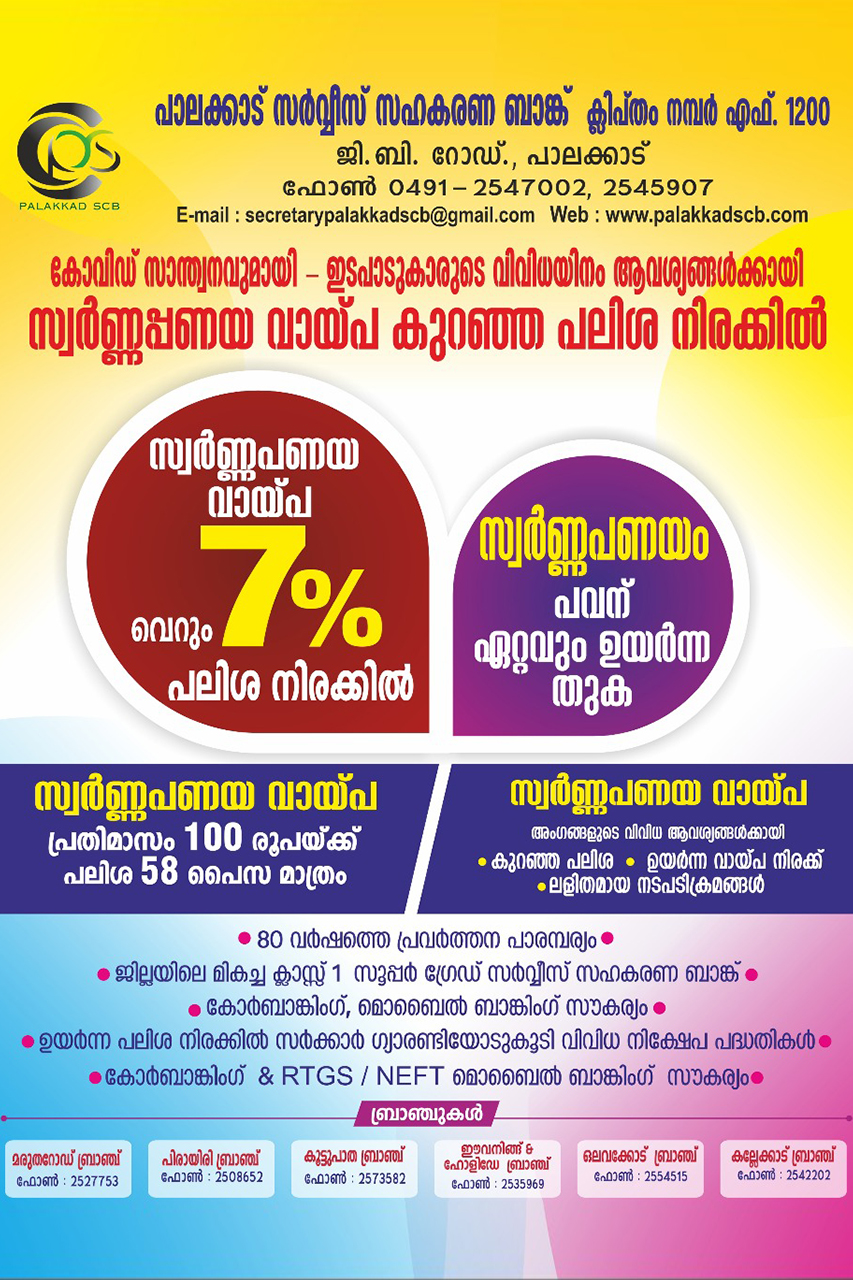 പാലക്കാട് സർവ്വീസ് സഹകരണ ബാങ്ക് ക്ലിപ്തം നമ്പർ എഫ്. 1200
ജി.ബി. റോഡ്., പാലക്കാട്
ഫോൺ 0491 – 2547002, 2545907
E-mail : secretarypalakkadscb@gmail.com Web : www.palakkadscb.com
CPS
PALAKKAD SCB
കോവിഡ് സാന്ത്വനവുമായി – ഇടപാടുകാരുടെ വിവിധയിനം ആവശ്യങ്ങൾക്കായി
സ്വർണ്ണപ്പണയ വായ്പ കുറഞ്ഞ പലിശ നിരക്കിൽ
സ്വർണ്ണപണയ
വായ്പ
വെറും 7%
പലിശ നിരക്കിൽ
സ്വർണ്ണപണയം
പവന്
ഏറ്റവും ഉയർന്ന
തുക
സ്വർണ്ണപണയ വായ്പ
പ്രതിമാസം 100 രൂപയ്ക്ക്
പലിശ 58 പൈസ മാത്രം
സ്വർണ്ണപണയ വായ്പ
അംഗങ്ങളുടെ വിവിധ ആവശ്യങ്ങൾക്കായി
• കുറഞ്ഞ പലിശ • ഉയർന്ന വായ്പ നിരക്ക്
• ലളിതമായ നടപടിക്രമങ്ങൾ
• 80 വർഷത്തെ പ്രവർത്തന പാരമ്പര്യം •
• ജില്ലയിലെ മികച്ച ക്ലാസ്സ് 1 സൂപ്പർ ഗ്രേഡ് സർവ്വീസ് സഹകരണ ബാങ്ക് •
• കോർബാങ്കിംഗ്, മൊബൈൽ ബാങ്കിംഗ് സൗകര്യം •
• ഉയർന്ന പലിശ നിരക്കിൽ സർക്കാർ ഗ്യാരണ്ടിയോടുകൂടി വിവിധ നിക്ഷേപ പദ്ധതികൾ •
• കോർബാങ്കിംഗ് & RTGS / NEFT മൊബൈൽ ബാങ്കിംഗ് സൗകര്യം •
ബ്രാഞ്ചുകൾ
മരുതറോഡ് ബ്രാഞ്ച്
ഫോൺ : 2527753
പിരായിരി ബ്രാഞ്ച്
ഫോൺ : 2508652
കൂട്ടുപാത ബ്രാഞ്ച്
ഫോൺ : 2573582
ഈവനിങ്ങ് &
ഹോളിഡേ ബ്രാഞ്ച്
ഫോൺ : 2535969
ഒലവക്കോട് ബ്രാഞ്ച്
ഫോൺ : 2554515
കല്ലേക്കാട് ബ്രാഞ്ച്
ഫോൺ : 2542202